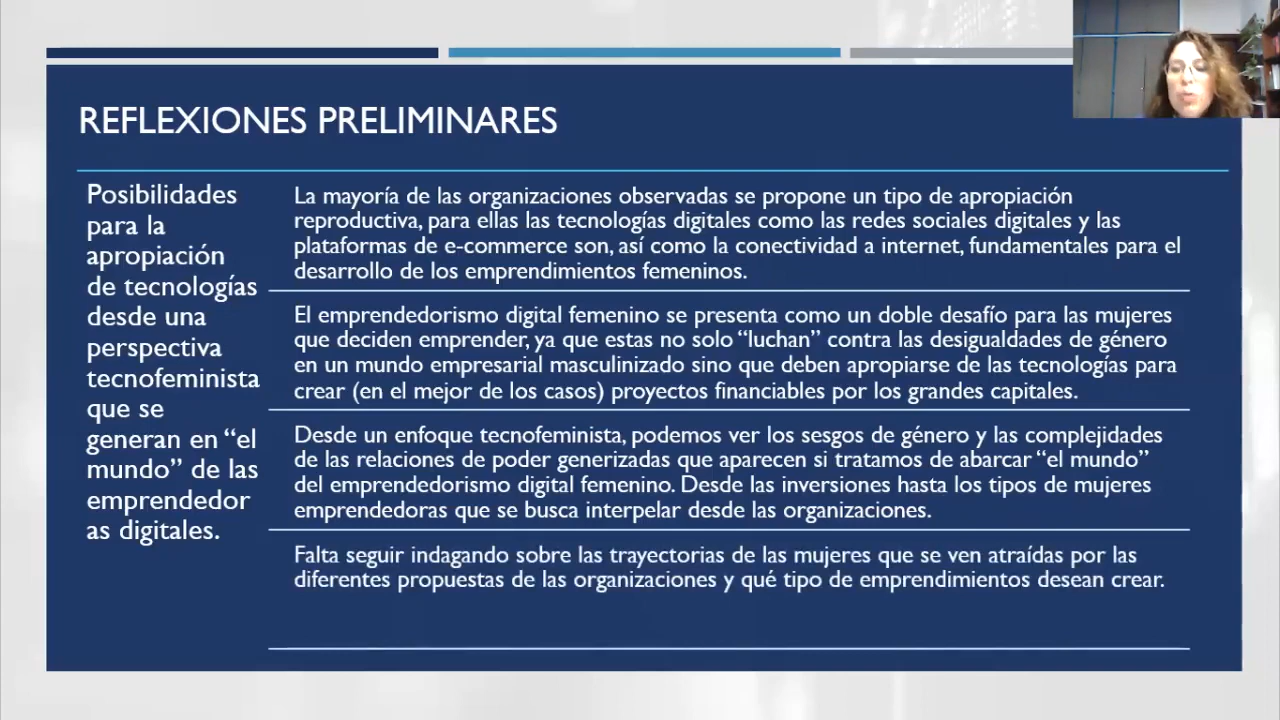 REFLEXIONES PRELIMINARES
Posibilidades
para la
apropiación
de tecnologías
desde una
perspectiva
tecnofeminista
que se
generan en “el
mundo” de las
emprendedor
as digitales.
La mayoría de las organizaciones observadas se propone un tipo de apropiación
reproductiva, para ellas las tecnologías digitales como las redes sociales digitales y las
plataformas de e-commerce son, así como la conectividad a internet, fundamentales para el
desarrollo de los emprendimientos femeninos.
El emprendedorismo digital femenino se presenta como un doble desafío para las mujeres
que deciden emprender, ya que estas no solo “luchan” contra las desigualdades de género
en un mundo empresarial masculinizado sino que deben apropiarse de las tecnologías para
crear (en el mejor de los casos) proyectos financiables por los grandes capitales.
Desde un enfoque tecnofeminista, podemos ver los sesgos de género y las complejidades
de las relaciones de poder generizadas que aparecen si tratamos de abarcar “el mundo”
del emprendedorismo digital femenino. Desde las inversiones hasta los tipos de mujeres
emprendedoras que se busca interpelar desde las organizaciones.
Falta seguir indagando sobre las trayectorias de las mujeres que se ven atraídas por las
diferentes propuestas de las organizaciones y qué tipo de emprendimientos desean crear.